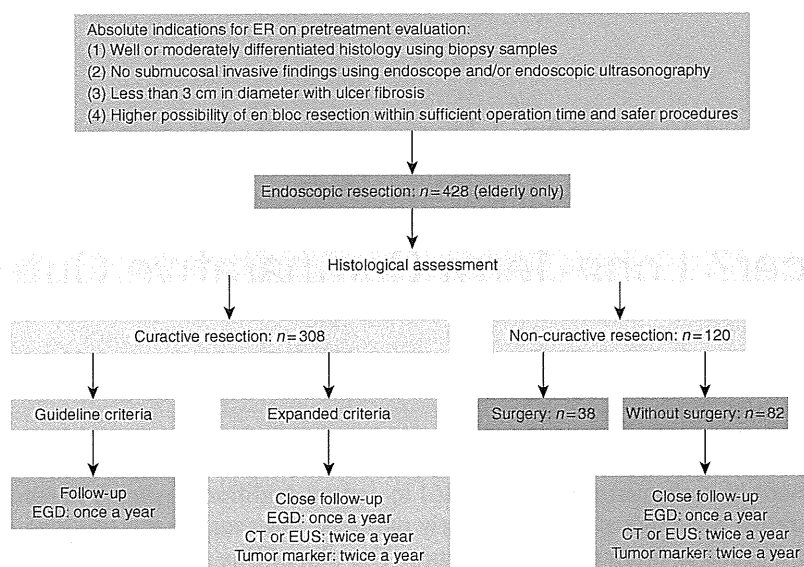 Absolute indications for ER on pretreatment evaluation:
(1) Well or moderately differentiated histology using biopsy samples
(2) No submucosal invasive findings using endoscope and/or endoscopic ultrasonography
(3) Less than 3 cm in diameter with ulcer fibrosis
(4) Higher possibility of en bloc resection within sufficient operation time and safer procedures
Endoscopic resection: n=428 (elderly only)
Histological assessment
Curactive resection: n=308
Non-curactive resection: n=120
Guideline criteria
Expanded criteria
Surgery: n=38
Without surgery: n=82
Follow-up
EGD: once a year
Close follow-up
EGD: once a year
CT or EUS: twice a year
Tumor marker: twice a year
Close follow-up
EGD: once a year
CT or EUS: twice a year
Tumor marker: twice a year